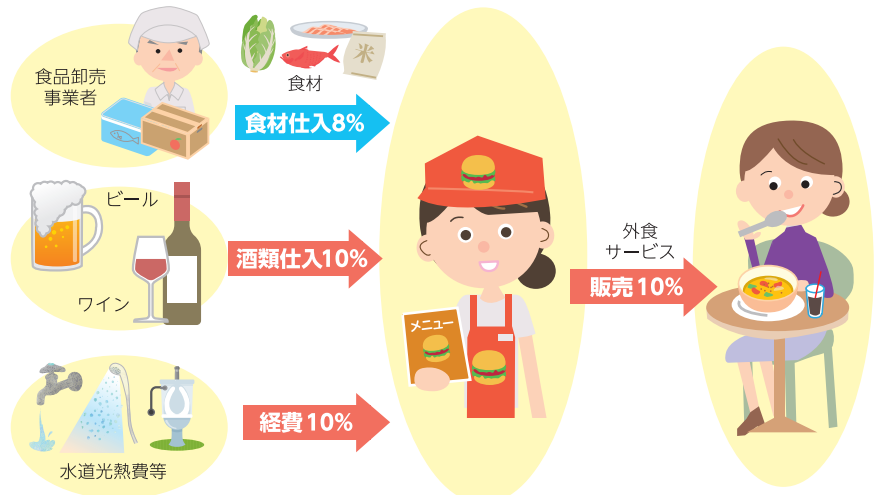 食品卸売
事業者
食材
米
食材仕入8%
ビール
ワイン
酒類仕入10%
水道光熱費等
経費10%
メニュー
外食
サービス
販売10%